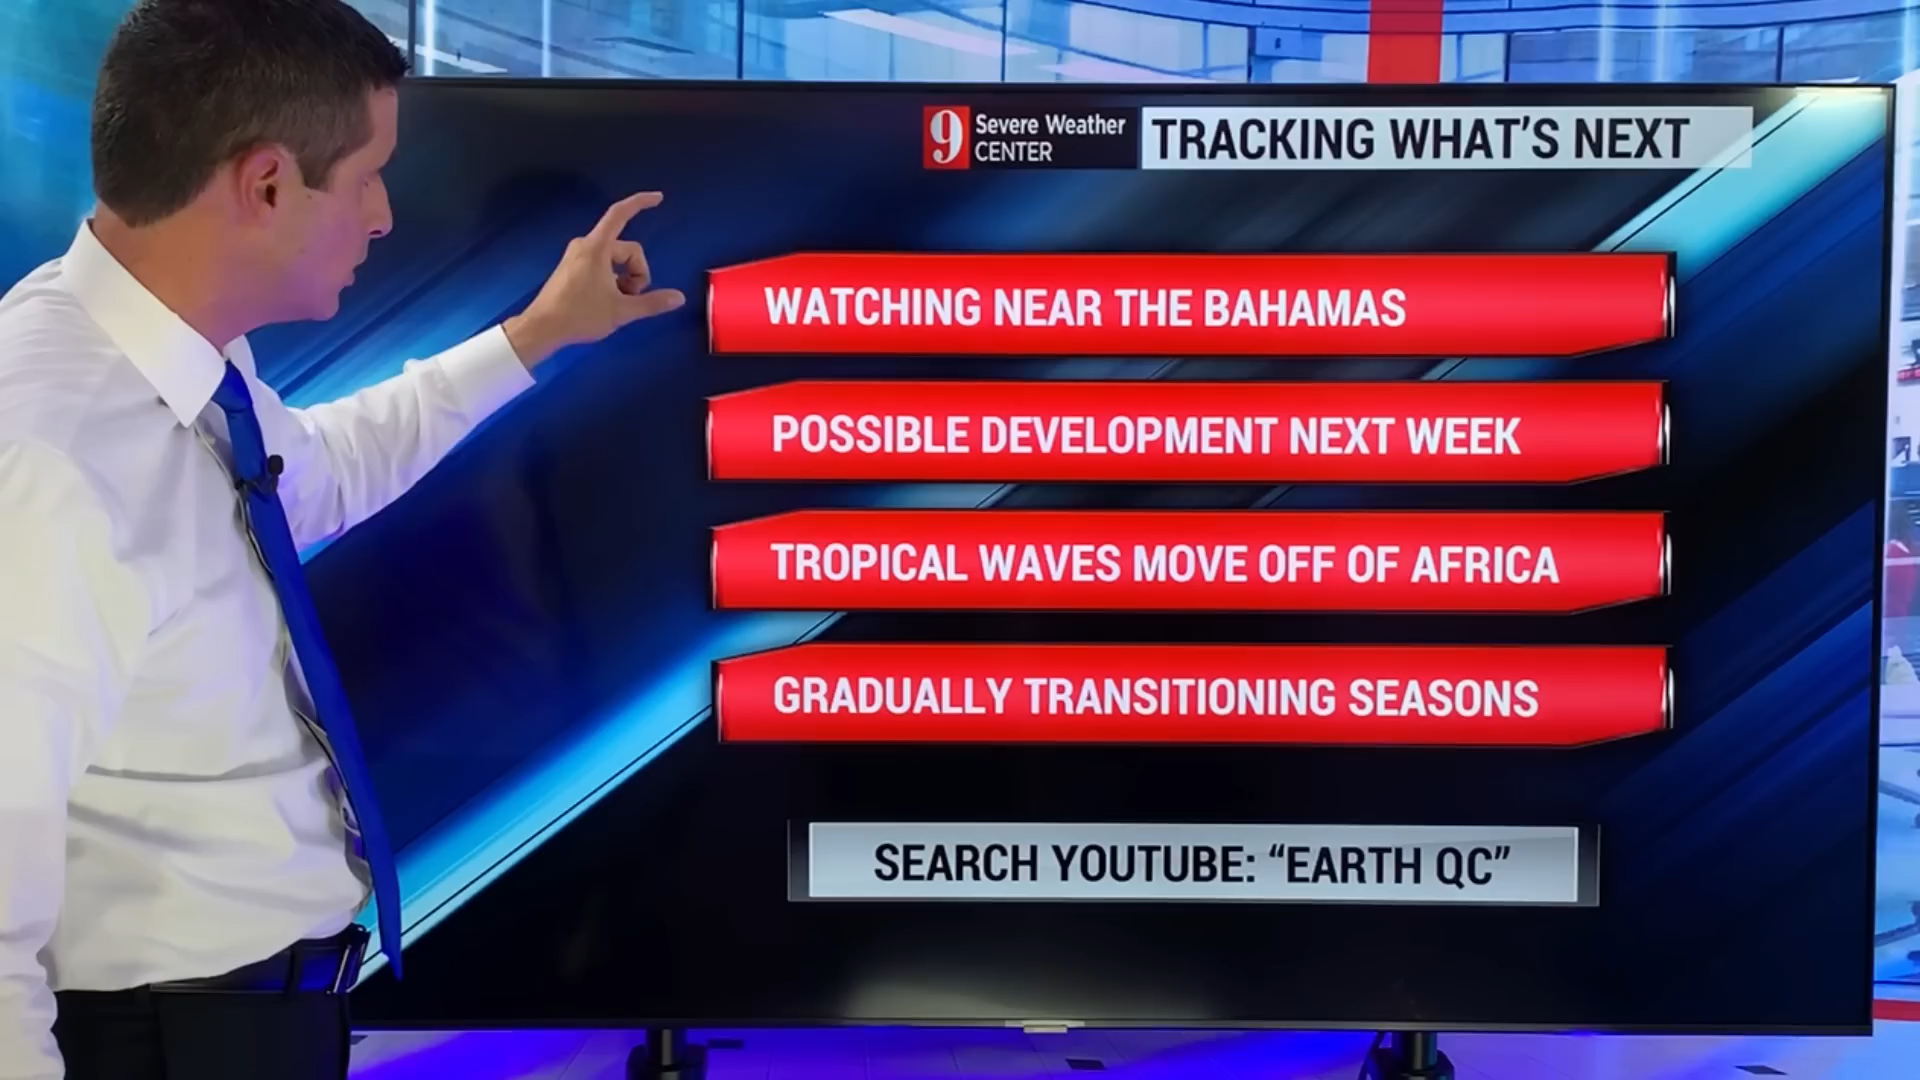 9 Severe Weather CENTER
TRACKING WHAT'S NEXT
WATCHING NEAR THE BAHAMAS
POSSIBLE DEVELOPMENT NEXT WEEK
TROPICAL WAVES MOVE OFF OF AFRICA
GRADUALLY TRANSITIONING SEASONS
SEARCH YOUTUBE: “EARTH QC”